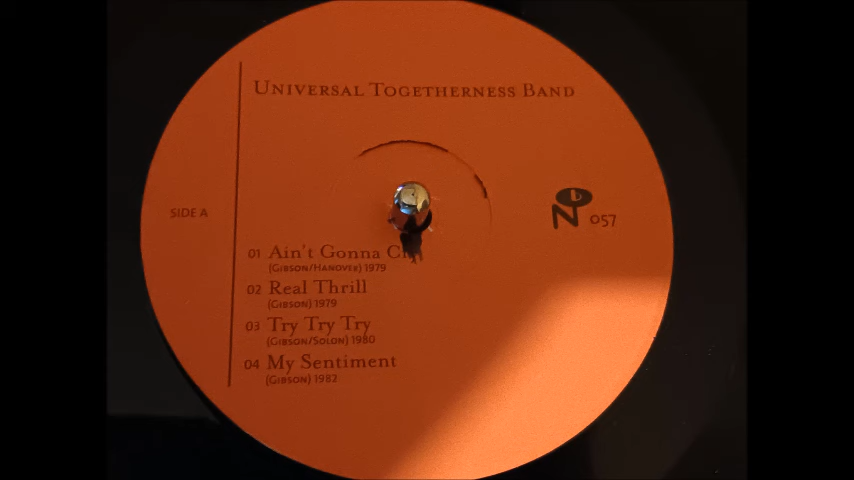 UNIVERSAL TOGETHERNESS BAND
SIDE A
N 057
01 Ain't Gonna
(GIBSON/HANOVER) 1979
02 Real Thrill
(GIBSON) 1979
03 Try Try Try
(GIBSON/SOLON) 1980
04 My Sentiment
(GIBSON) 1982